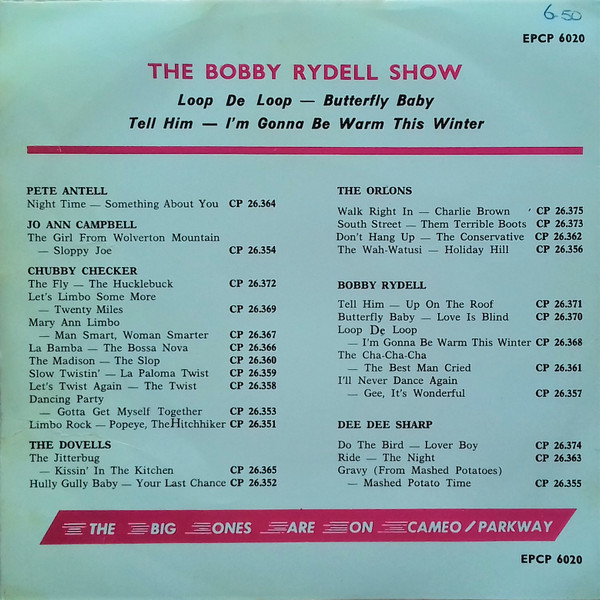 6-50
EPCP 6020
THE BOBBY RYDELL SHOW
Loop De Loop — Butterfly Baby
Tell Him — I'm Gonna Be Warm This Winter
PETE ANTELL
Night Time — Something About You CP 26.364
JO ANN CAMPBELL
The Girl From Wolverton Mountain
— Sloppy Joe CP 26.354
CHUBBY CHECKER
The Fly — The Hucklebuck CP 26.372
Let's Limbo Some More
— Twenty Miles CP 26.369
Mary Ann Limbo
— Man Smart, Woman Smarter CP 26.367
La Bamba — The Bossa Nova CP 26.366
The Madison — The Slop CP 26.360
Slow Twistin' — La Paloma Twist CP 26.359
Let's Twist Again — The Twist CP 26.358
Dancing Party
— Gotta Get Myself Together CP 26.353
Limbo Rock — Popeye, The Hitchhiker CP 26.351
THE DOVELLS
The Jitterbug
— Kissin' In The Kitchen CP 26.365
Hully Gully Baby — Your Last Chance CP 26.352
THE ORLONS
Walk Right In — Charlie Brown CP 26.375
South Street — Them Terrible Boots CP 26.373
Don't Hang Up — The Conservative CP 26.362
The Wah-Watusi — Holiday Hill CP 26.356
BOBBY RYDELL
Tell Him — Up On The Roof CP 26.371
Butterfly Baby — Love Is Blind CP 26.370
Loop De Loop
— I'm Gonna Be Warm This Winter CP 26.368
The Cha-Cha-Cha
— The Best Man Cried CP 26.361
I'll Never Dance Again
— Gee, It's Wonderful CP 26.357
DEE DEE SHARP
Do The Bird — Lover Boy CP 26.374
Ride — The Night CP 26.363
Gravy (From Mashed Potatoes)
— Mashed Potato Time CP 26.355
THE BIG ONES ARE ON CAMEO/PARKWAY
EPCP 6020